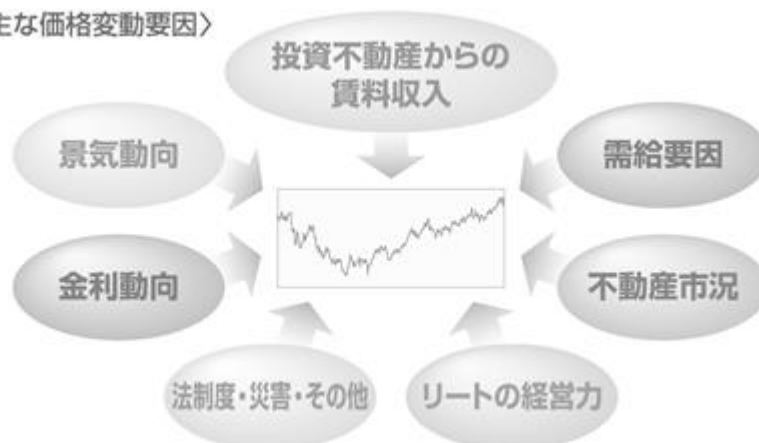 主な価格変動要因〉
投資不動産からの
賃料収入
景気動向
需給要因
金利動向
不動産市況
法制度・災害・その他
リートの経営力